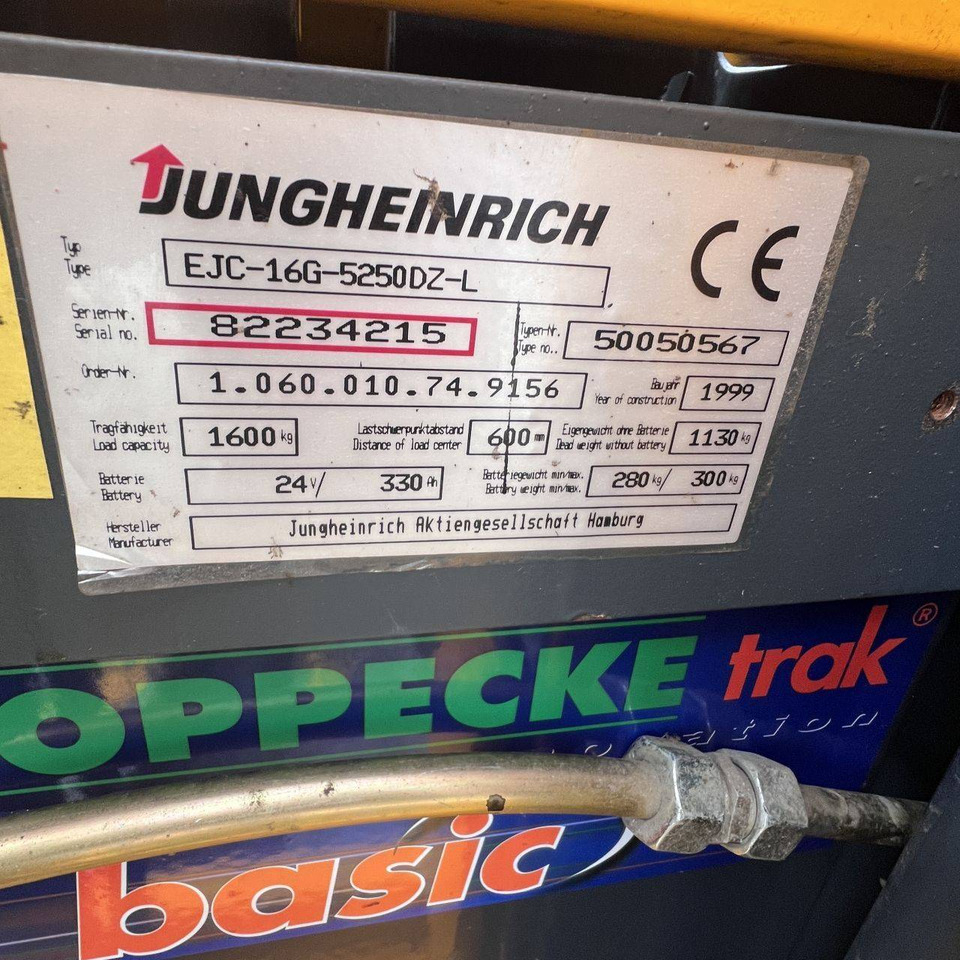 JUNGHEINRICH
CE
Typ
Type
EJC-16G-5250DZ-L
Serien-Nr.
Serial no.
82234215
Typen-Nr.
Type no..
50050567
Order-Nr.
1.060.010.74.9156
Baujahr
Year of construction
1999
Tragfähigkeit
Load capacity
1600 kg
Lastschwerpunktabstand
Distance of load center
600 mm
Eigengewicht ohne Batterie
Dead weight without battery
1130 kg
Batterie
Battery
24 V/ 330 Ah
Batteriegewicht min/max.
Battery weight min/max.
280 kg/ 300 kg
Hersteller
Manufacturer
Jungheinrich Aktiengesellschaft Hamburg
OPPECKE trak ®
basic